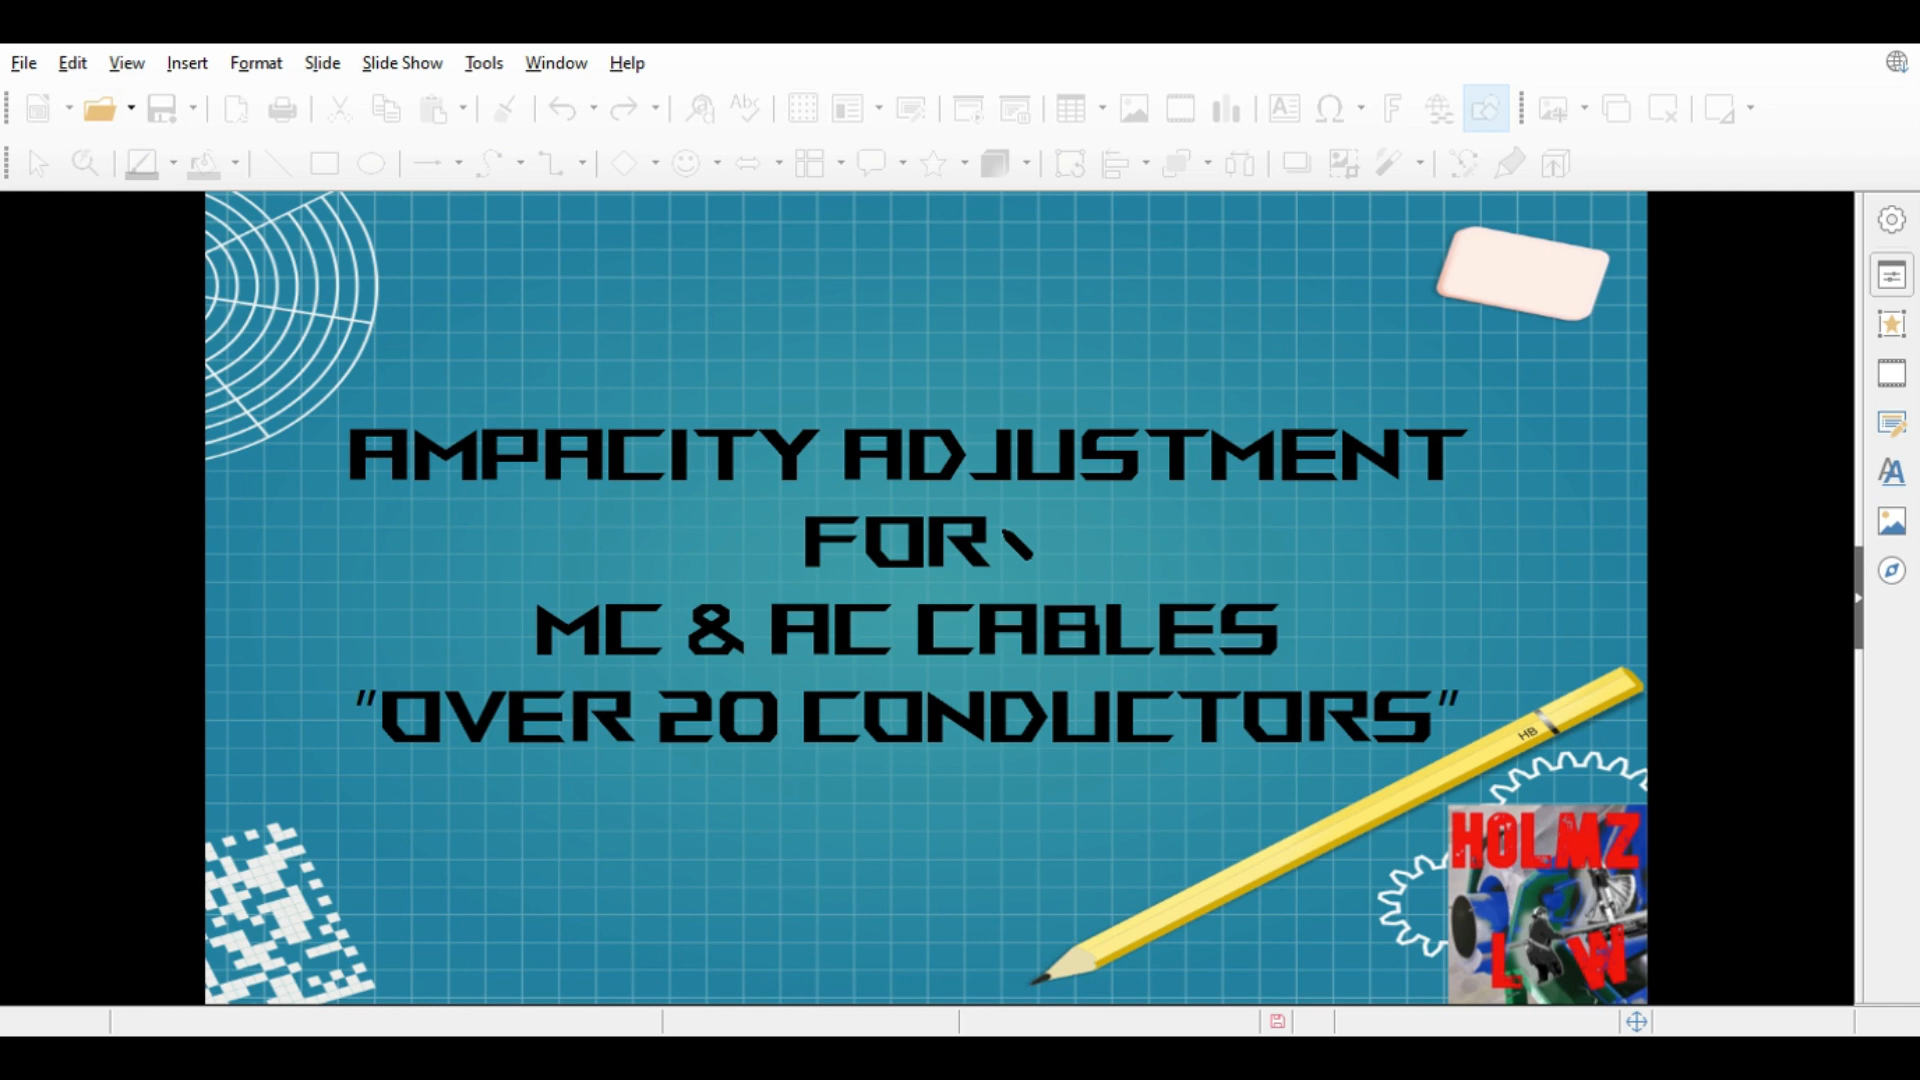 File Edit View Insert Format Slide Slide Show Tools Window Help
Abc
AMPACITY ADJUSTMENT
FOR
MC & AC CABLES
"OVER 20 CONDUCTORS"
HB
HOLMZ
L W